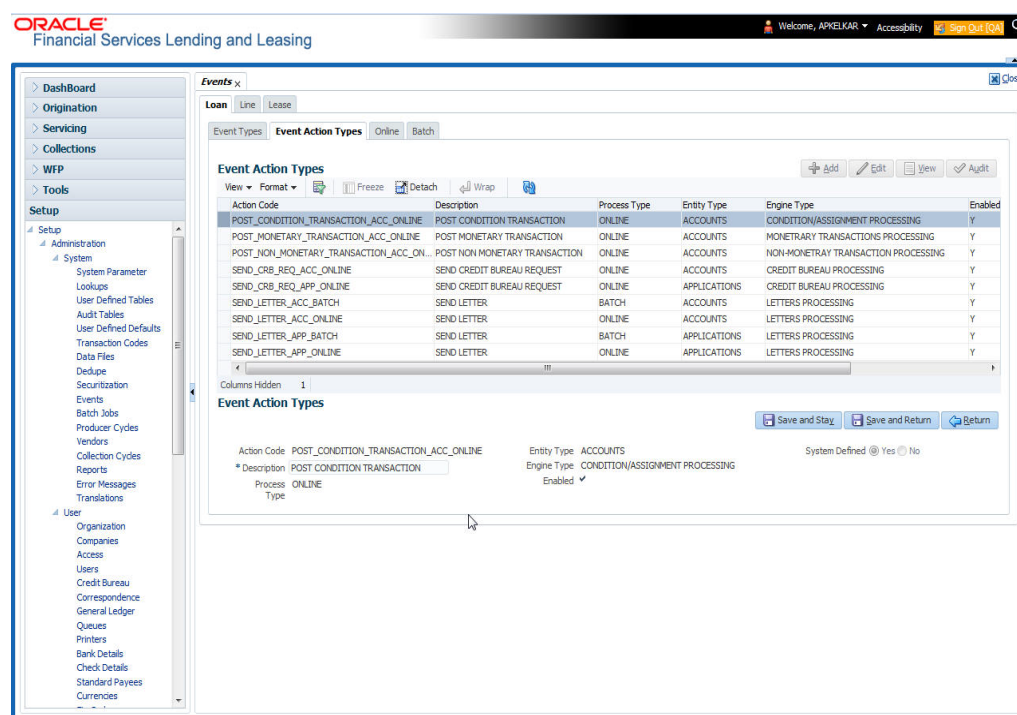 ORACLE
Financial Services Lending and Leasing
Welcome, APKELKAR Accessibility Sign Out [QA]
DashBoard
Origination
Servicing
Collections
WFP
Tools
Setup
Setup
Administration
System
System Parameter
Lookups
User Defined Tables
Audit Tables
User Defined Defaults
Transaction Codes
Data Files
Dedupe
Securitization
Events
Batch Jobs
Producer Cycles
Vendors
Collection Cycles
Reports
Error Messages
Translations
User
Organization
Companies
Access
Users
Credit Bureau
Correspondence
General Ledger
Queues
Printers
Bank Details
Check Details
Standard Payees
Currencies
Events x Clos
Loan Line Lease
Event Types Event Action Types Online Batch
Event Action Types Add Edit View Audit
View Format Freeze Detach Wrap
Action Code Description Process Type Entity Type Engine Type Enabled
POST_CONDITION_TRANSACTION_ACC_ONLINE POST CONDITION TRANSACTION ONLINE ACCOUNTS CONDITION/ASSIGNMENT PROCESSING Y
POST_MONETARY_TRANSACTION_ACC_ONLINE POST MONETARY TRANSACTION ONLINE ACCOUNTS MONETRARY TRANSACTIONS PROCESSING Y
POST_NON_MONETARY_TRANSACTION_ACC_ON... POST NON MONETARY TRANSACTION ONLINE ACCOUNTS NON-MONETRAY TRANSACTION PROCESSING Y
SEND_CRB_REQ_ACC_ONLINE SEND CREDIT BUREAU REQUEST ONLINE ACCOUNTS CREDIT BUREAU PROCESSING Y
SEND_CRB_REQ_APP_ONLINE SEND CREDIT BUREAU REQUEST ONLINE APPLICATIONS CREDIT BUREAU PROCESSING Y
SEND_LETTER_ACC_BATCH SEND LETTER BATCH ACCOUNTS LETTERS PROCESSING Y
SEND_LETTER_ACC_ONLINE SEND LETTER ONLINE ACCOUNTS LETTERS PROCESSING Y
SEND_LETTER_APP_BATCH SEND LETTER BATCH APPLICATIONS LETTERS PROCESSING Y
SEND_LETTER_APP_ONLINE SEND LETTER ONLINE APPLICATIONS LETTERS PROCESSING Y
Columns Hidden 1
Event Action Types
Save and Stay Save and Return Return
Action Code POST_CONDITION_TRANSACTION_ACC_ONLINE Entity Type ACCOUNTS System Defined Yes No
* Description POST CONDITION TRANSACTION Engine Type CONDITION/ASSIGNMENT PROCESSING
Process Type ONLINE Enabled